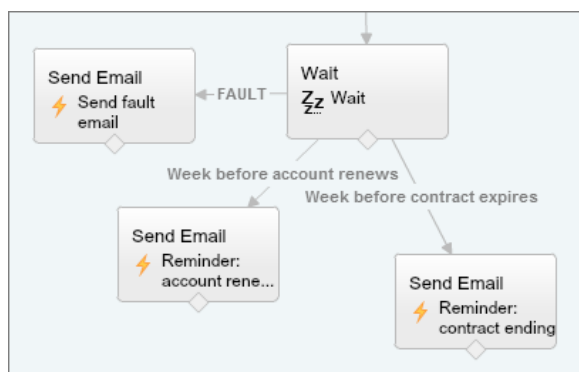 Send Email
Send fault
email
FAULT
Wait
Zzz... Wait
Week before account renews
Week before contract expires
Send Email
Reminder:
account rene...
Send Email
Reminder:
contract ending